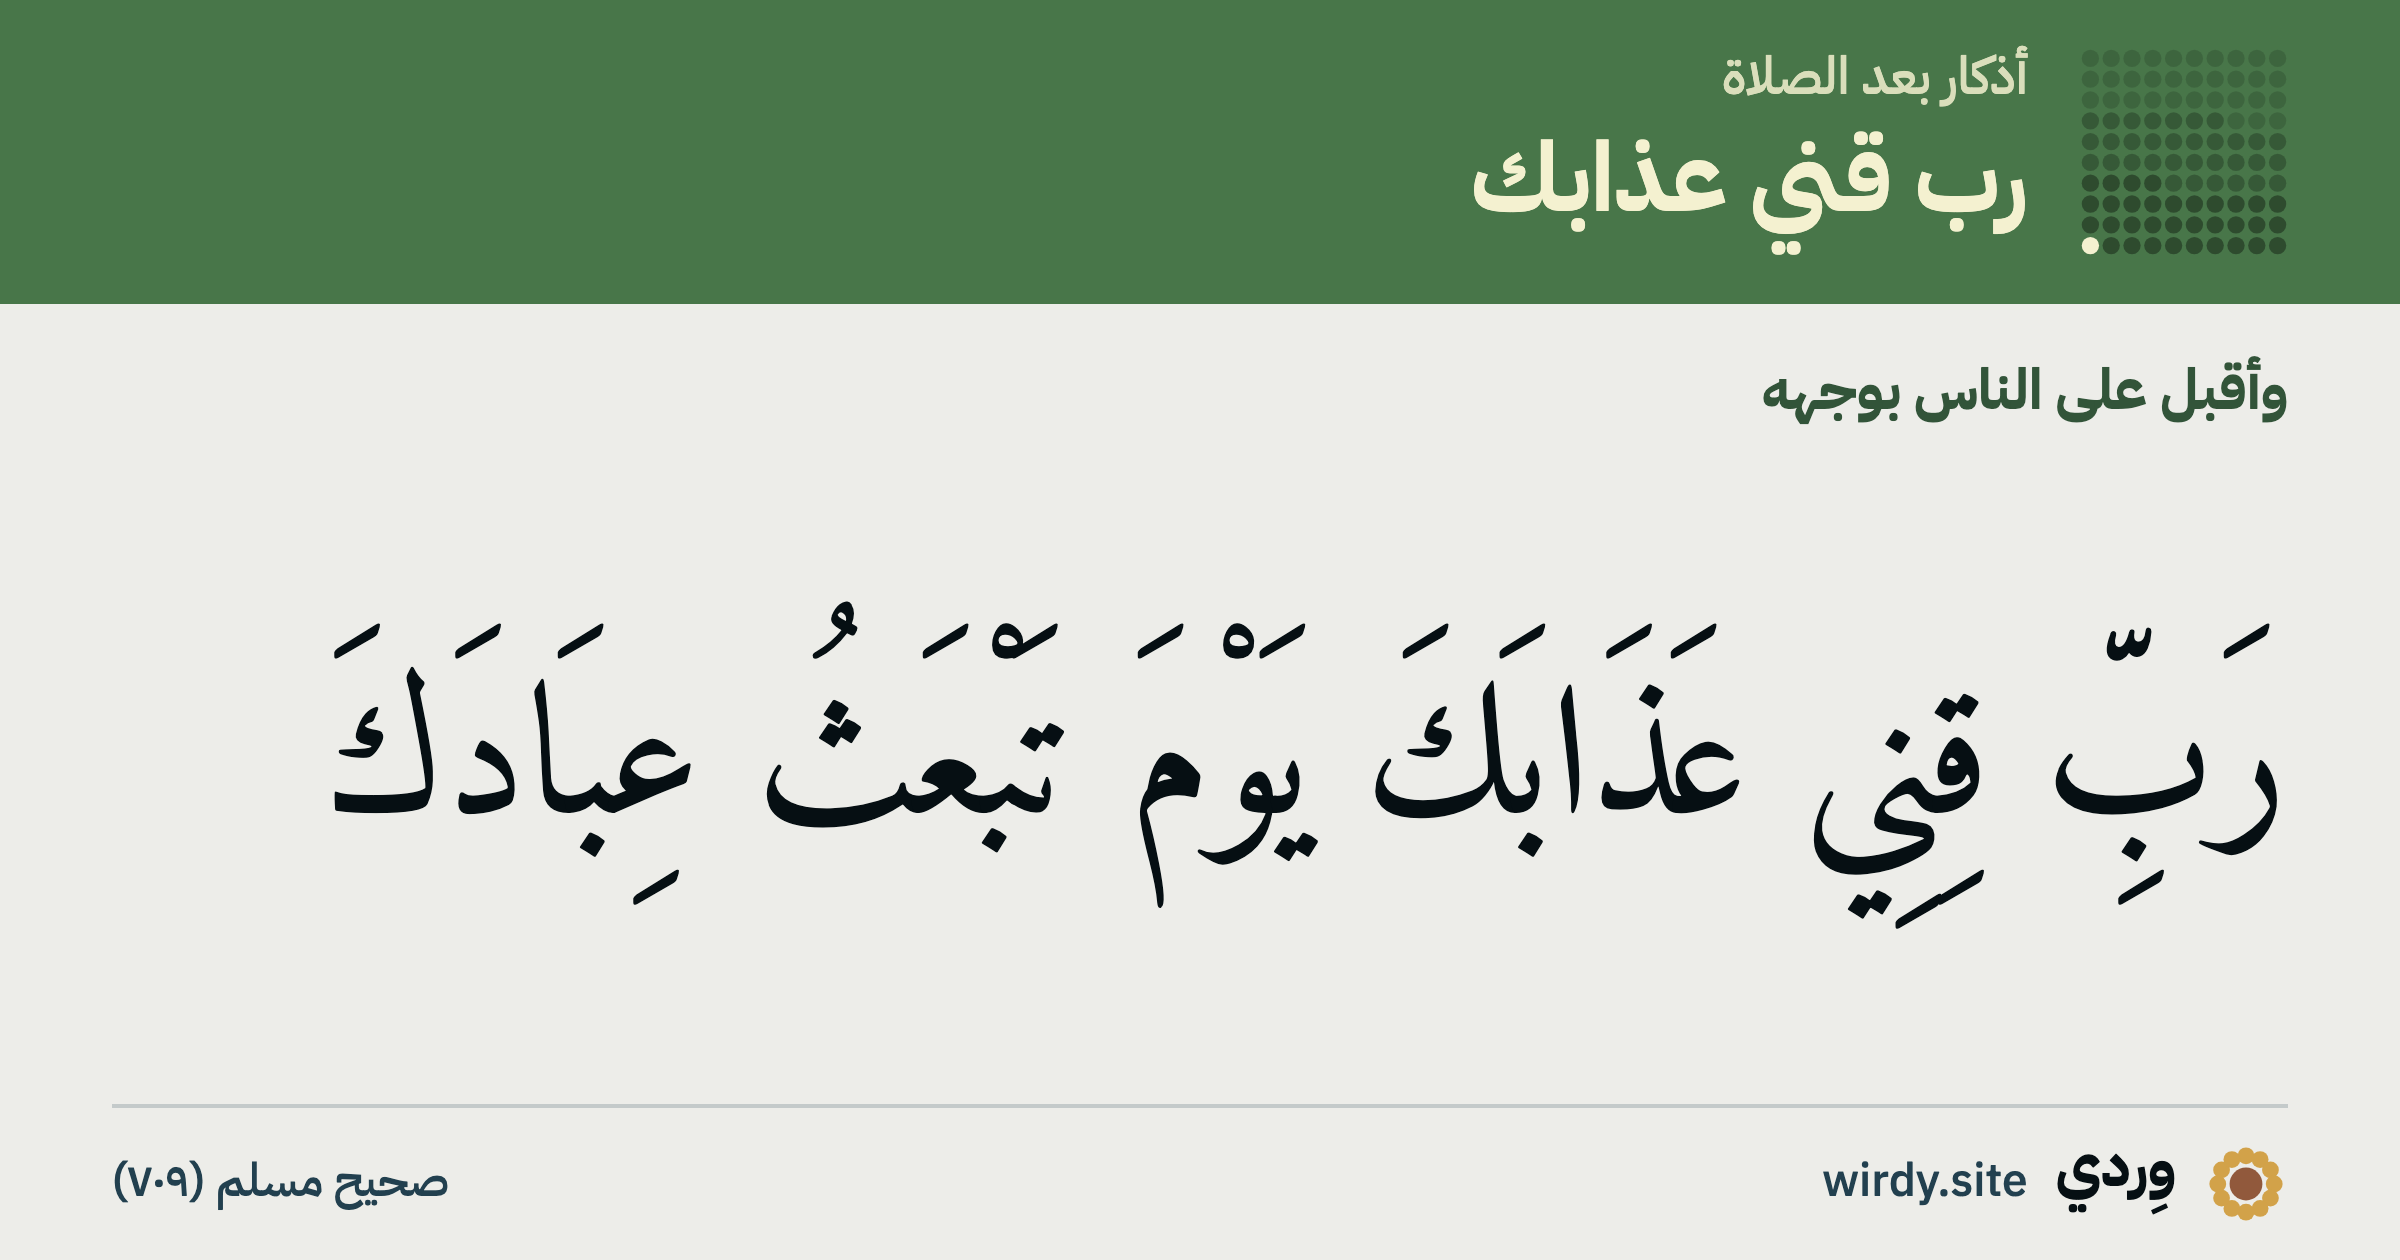 أذكار بعد الصلاة
رب قني عذابك
وأقبل على الناس بوجهه
رَبِّ قِنِي عَذَابَكَ يَوْمَ تَبْعَثُ عِبَادَكَ
وِردي wirdy.site
صحيح مسلم (٧٠٩)